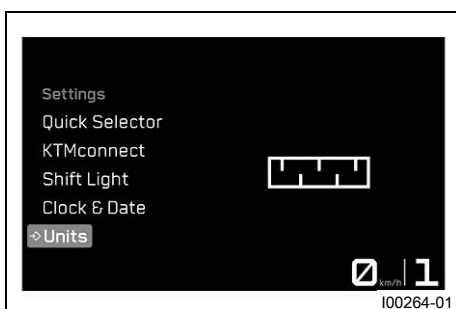 Settings
Quick Selector
KTMconnect
Shift Light
Clock & Date
Units
0 km/h 1
I00264-01